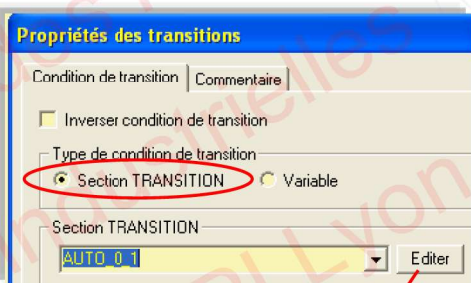 Propriétés des transitions
Condition de transition Commentaire
Inverser condition de transition
Type de condition de transition
Section TRANSITION Variable
Section TRANSITION
AUTO_0_1 Editer